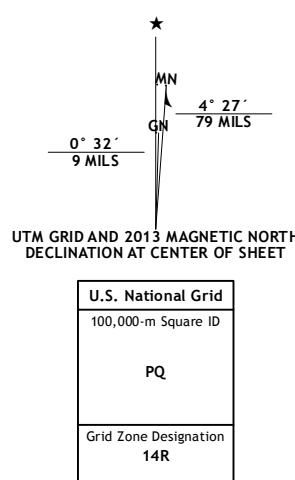 ★
MN
4° 27´
79 MILS
GN
0° 32´
9 MILS
UTM GRID AND 2013 MAGNETIC NORTH
DECLINATION AT CENTER OF SHEET
U.S. National Grid
100,000-m Square ID
PQ
Grid Zone Designation
14R